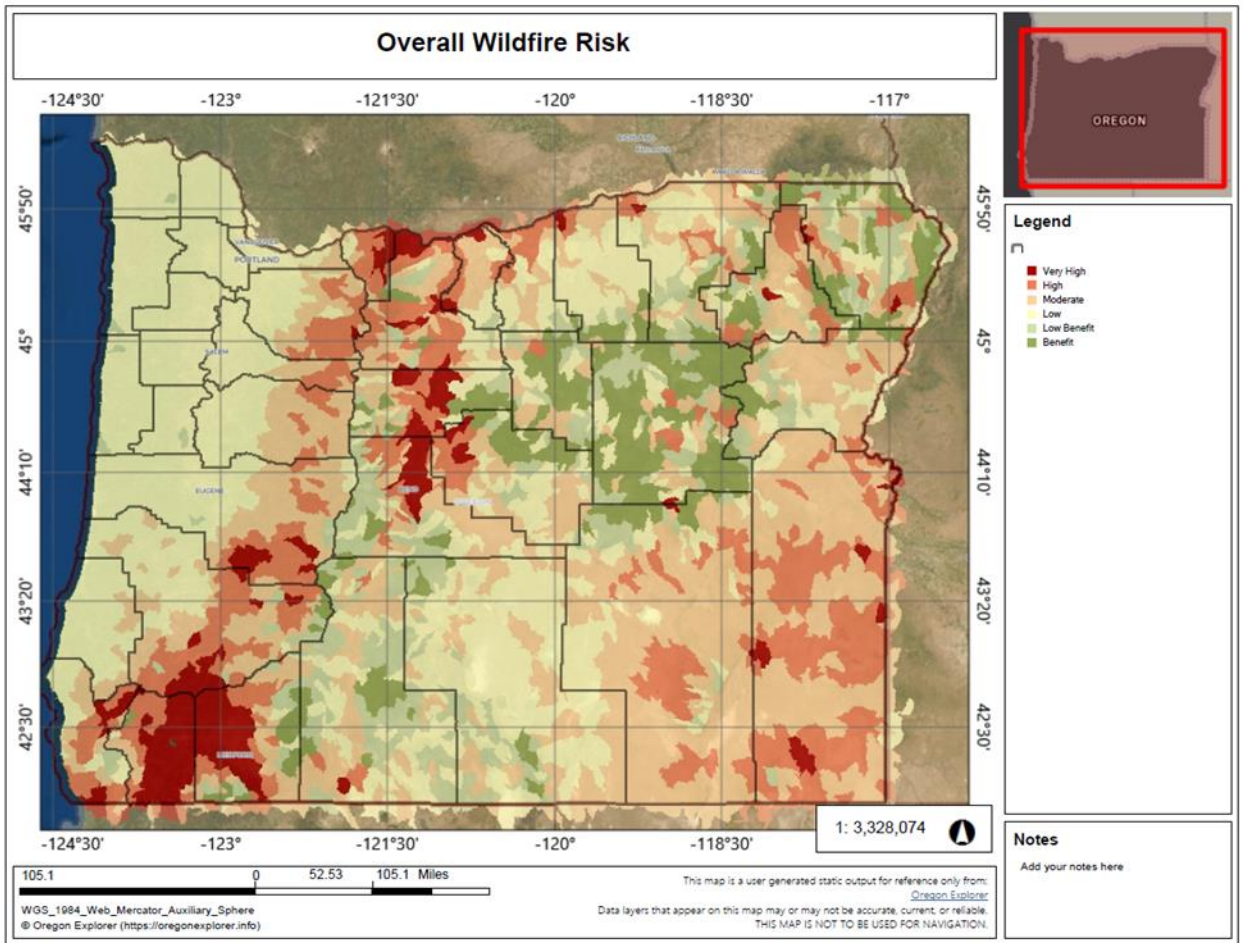 Overall Wildfire Risk
-124°30' -123° -121°30' -120° -118°30' -117°
OREGON
45°50' 45°50'
45° 45°
44°10' 44°10'
43°20' 43°20'
42°30' 42°30'
PORTLAND
SALEM
EUGENE
-124°30' -123° -121°30' -120° -118°30'
1: 3,328,074
Legend
Very High
High
Moderate
Low
Low Benefit
Benefit
Notes
Add your notes here
105.1 0 52.53 105.1 Miles
WGS_1984_Web_Mercator_Auxiliary_Sphere
© Oregon Explorer (https://oregonexplorer.info)
This map is a user generated static output for reference only from:
Oregon Explorer
Data layers that appear on this map may or may not be accurate, current, or reliable.
THIS MAP IS NOT TO BE USED FOR NAVIGATION.